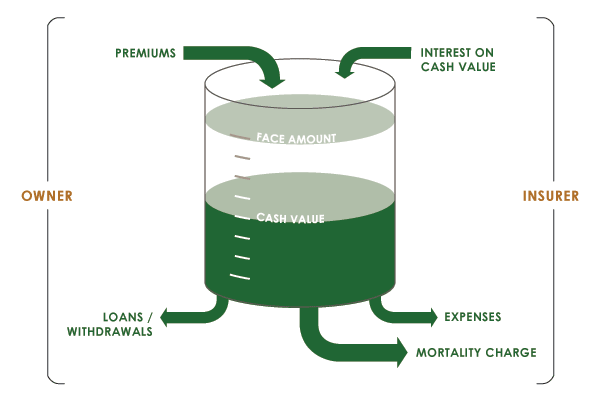 PREMIUMS
INTEREST ON
CASH VALUE
FACE AMOUNT
OWNER
INSURER
CASH VALUE
LOANS /
WITHDRAWALS
EXPENSES
MORTALITY CHARGE